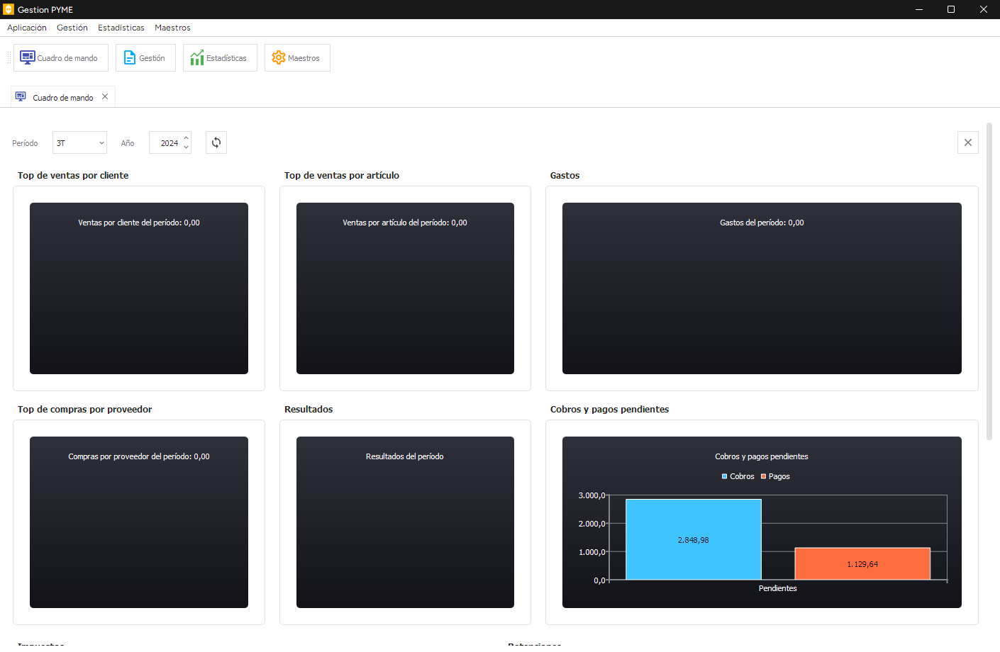 Gestion PYME
Aplicación Gestión Estadísticas Maestros
Cuadro de mando Gestión Estadísticas Maestros
Cuadro de mando
Período 3T Año 2024
Top de ventas por cliente
Ventas por cliente del período: 0,00
Top de ventas por artículo
Ventas por artículo del período: 0,00
Gastos
Gastos del período: 0,00
Top de compras por proveedor
Compras por proveedor del período: 0,00
Resultados
Resultados del período
Cobros y pagos pendientes
Cobros y pagos pendientes
Cobros Pagos
3.000,0
2.000,0
1.000,0
0,0
2.848,98
1.129,64
Pendientes
Impuestos
Retenciones